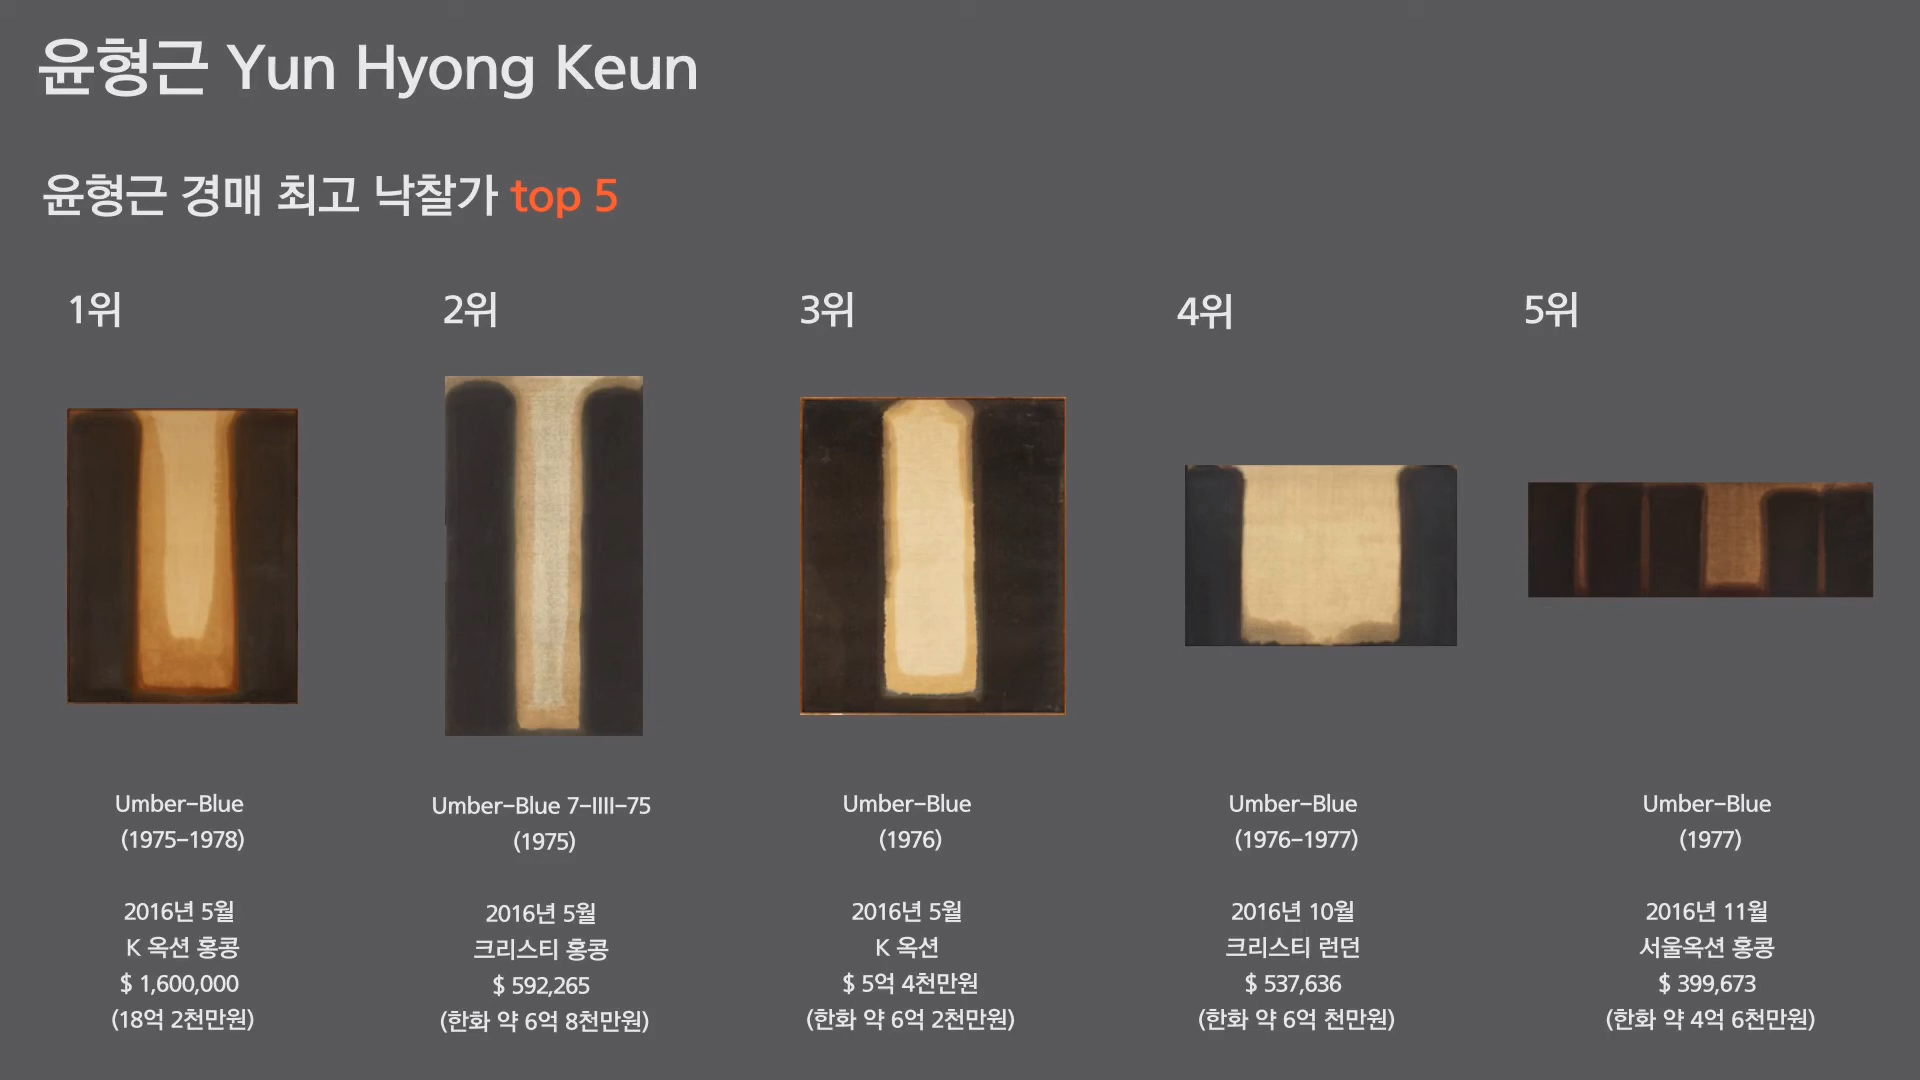 윤형근 Yun Hyong Keun
윤형근 경매 최고 낙찰가 top 5
1위
2위
3위
4위
5위
Umber-Blue
(1975-1978)
2016년 5월
K 옥션 홍콩
$ 1,600,000
(18억 2천만원)
Umber-Blue 7-IIII-75
(1975)
2016년 5월
크리스티 홍콩
$ 592,265
(한화 약 6억 8천만원)
Umber-Blue
(1976)
2016년 5월
K 옥션
$ 5억 4천만원
(한화 약 6억 2천만원)
Umber-Blue
(1976-1977)
2016년 10월
크리스티 런던
$ 537,636
(한화 약 6억 천만원)
Umber-Blue
(1977)
2016년 11월
서울옥션 홍콩
$ 399,673
(한화 약 4억 6천만원)